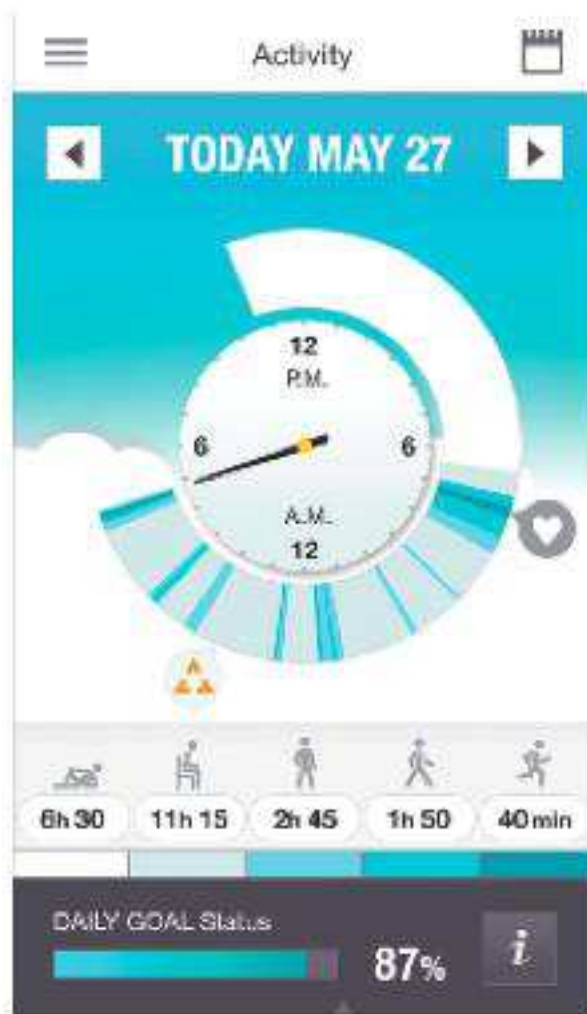 Activity
TODAY MAY 27
12
P.M.
6 6
A.M.
12
6h 30 11h 15 2h 45 1h 50 40 min
DAILY GOAL Status
87%
i